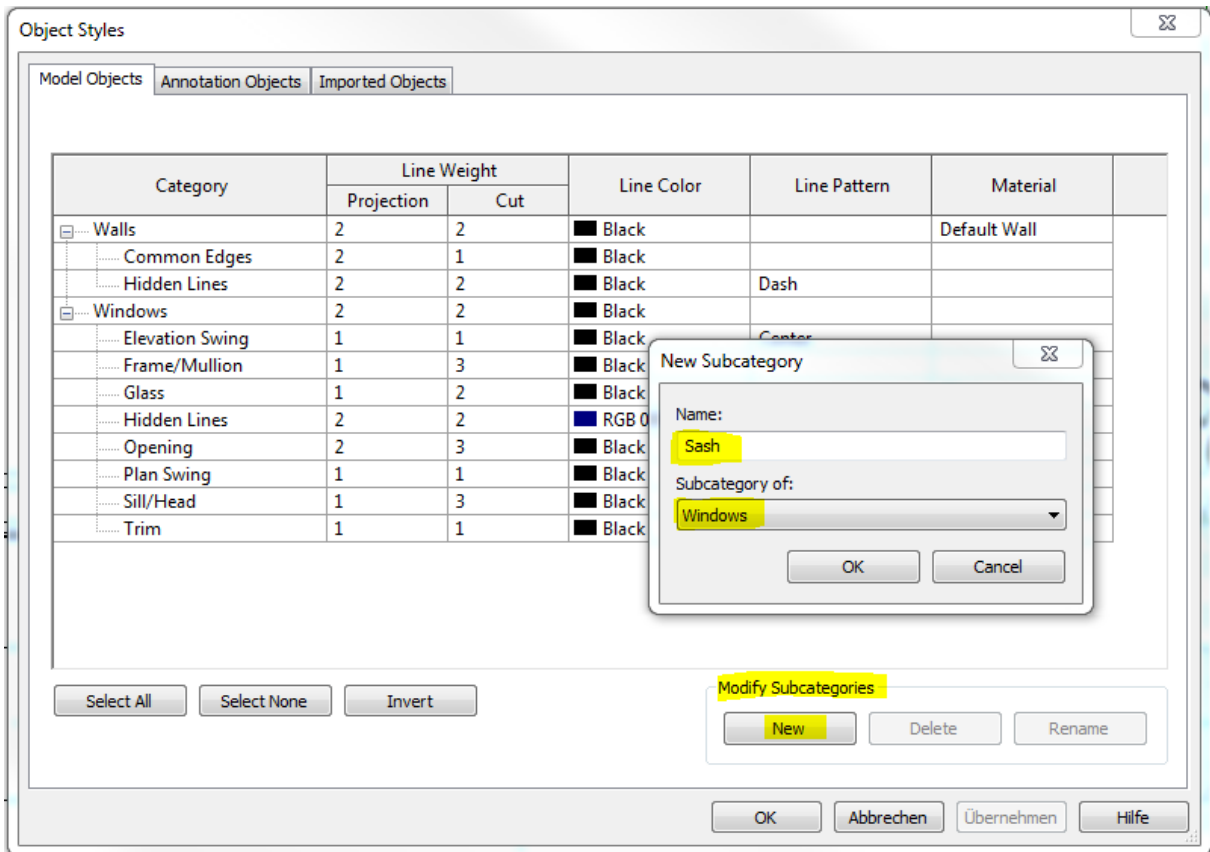 Object Styles
Model Objects Annotation Objects Imported Objects
Category Line Weight Line Color Line Pattern Material
Projection Cut
Walls 2 2 Black Default Wall
Common Edges 2 1 Black
Hidden Lines 2 2 Black Dash
Windows 2 2 Black
Elevation Swing 1 1 Black Center
Frame/Mullion 1 3 Black
Glass 1 2 Black
Hidden Lines 2 2 RGB 0
Opening 2 3 Black
Plan Swing 1 1 Black
Sill/Head 1 3 Black
Trim 1 1 Black
New Subcategory
Name:
Sash
Subcategory of:
Windows
OK Cancel
Select All Select None Invert
Modify Subcategories
New Delete Rename
OK Abbrechen Übernehmen Hilfe